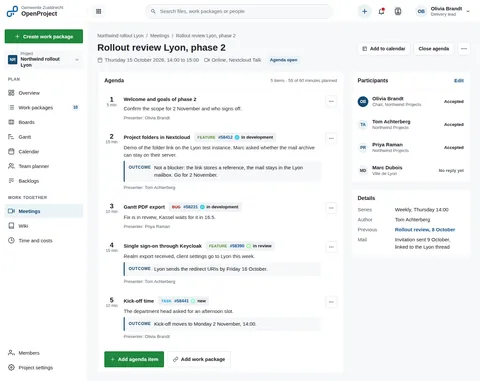 Gemeente Zuiddrecht
OpenProject
Search files, work packages or people
Olivia Brandt
Delivery lead
Create work package
NR
Project
Northwind rollout
Lyon
PLAN
Overview
Work packages
Boards
Gantt
Calendar
Team planner
Backlogs
WORK TOGETHER
Meetings
Wiki
Time and costs
Members
Project settings
Northwind rollout Lyon / Meetings / Rollout review Lyon, phase 2
Rollout review Lyon, phase 2
Thursday 15 October 2026, 14:00 to 15:00
Online, Nextcloud Talk
Agenda open
Add to calendar
Close agenda
Agenda
5 items · 50 of 60 minutes planned
1
5 min
Welcome and goals of phase 2
Confirm the scope for 2 November and who signs off.
Presenter: Olivia Brandt
2
15 min
Project folders in Nextcloud
FEATURE #58412 in development
Demo of the folder link on the Lyon test instance. Marc asked whether the mail archive
can stay on their server.
OUTCOME Not a blocker: the link stores a reference, the mail stays in the Lyon
mailbox. Go for 2 November.
Presenter: Tom Achterberg
3
10 min
Gantt PDF export
BUG #58231 in development
Fix is in review, Kassel waits for it in 16.5.
Presenter: Priya Raman
4
10 min
Single sign-on through Keycloak
FEATURE #58390 in review
Realm export received, client settings go to Lyon this week.
OUTCOME Lyon sends the redirect URIs by Friday 16 October.
Presenter: Tom Achterberg
5
10 min
Kick-off time
TASK #58441 new
The department head asked for an afternoon slot.
OUTCOME Kick-off moves to Monday 2 November, 14:00
Presenter: Olivia Brandt
Add agenda item
Add work package
Participants
Edit
OB
Olivia Brandt
Chair, Northwind Projects
Accepted
TA
Tom Achterberg
Northwind Projects
Accepted
PR
Priya Raman
Northwind Projects
Accepted
MD
Marc Dubois
Ville de Lyon
No reply yet
Details
Series Weekly, Thursday 14:00
Author Tom Achterberg
Previous Rollout review, 8 October
Mail Invitation sent 9 October,
linked to the Lyon thread